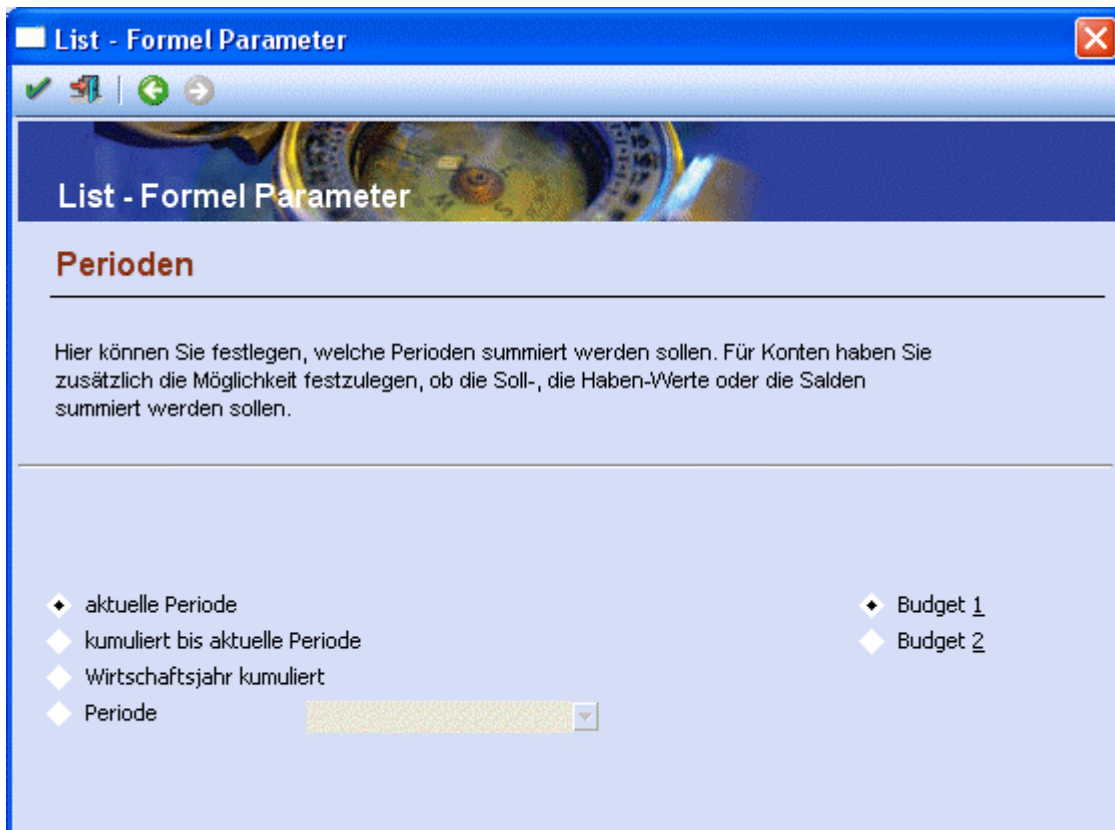 List - Formel Parameter
List - Formel Parameter
Perioden
Hier können Sie festlegen, welche Perioden summiert werden sollen. Für Konten haben Sie
zusätzlich die Möglichkeit festzulegen, ob die Soll-, die Haben-Werte oder die Salden
summiert werden sollen.
aktuelle Periode
kumuliert bis aktuelle Periode
Wirtschaftsjahr kumuliert
Periode
Budget 1
Budget 2